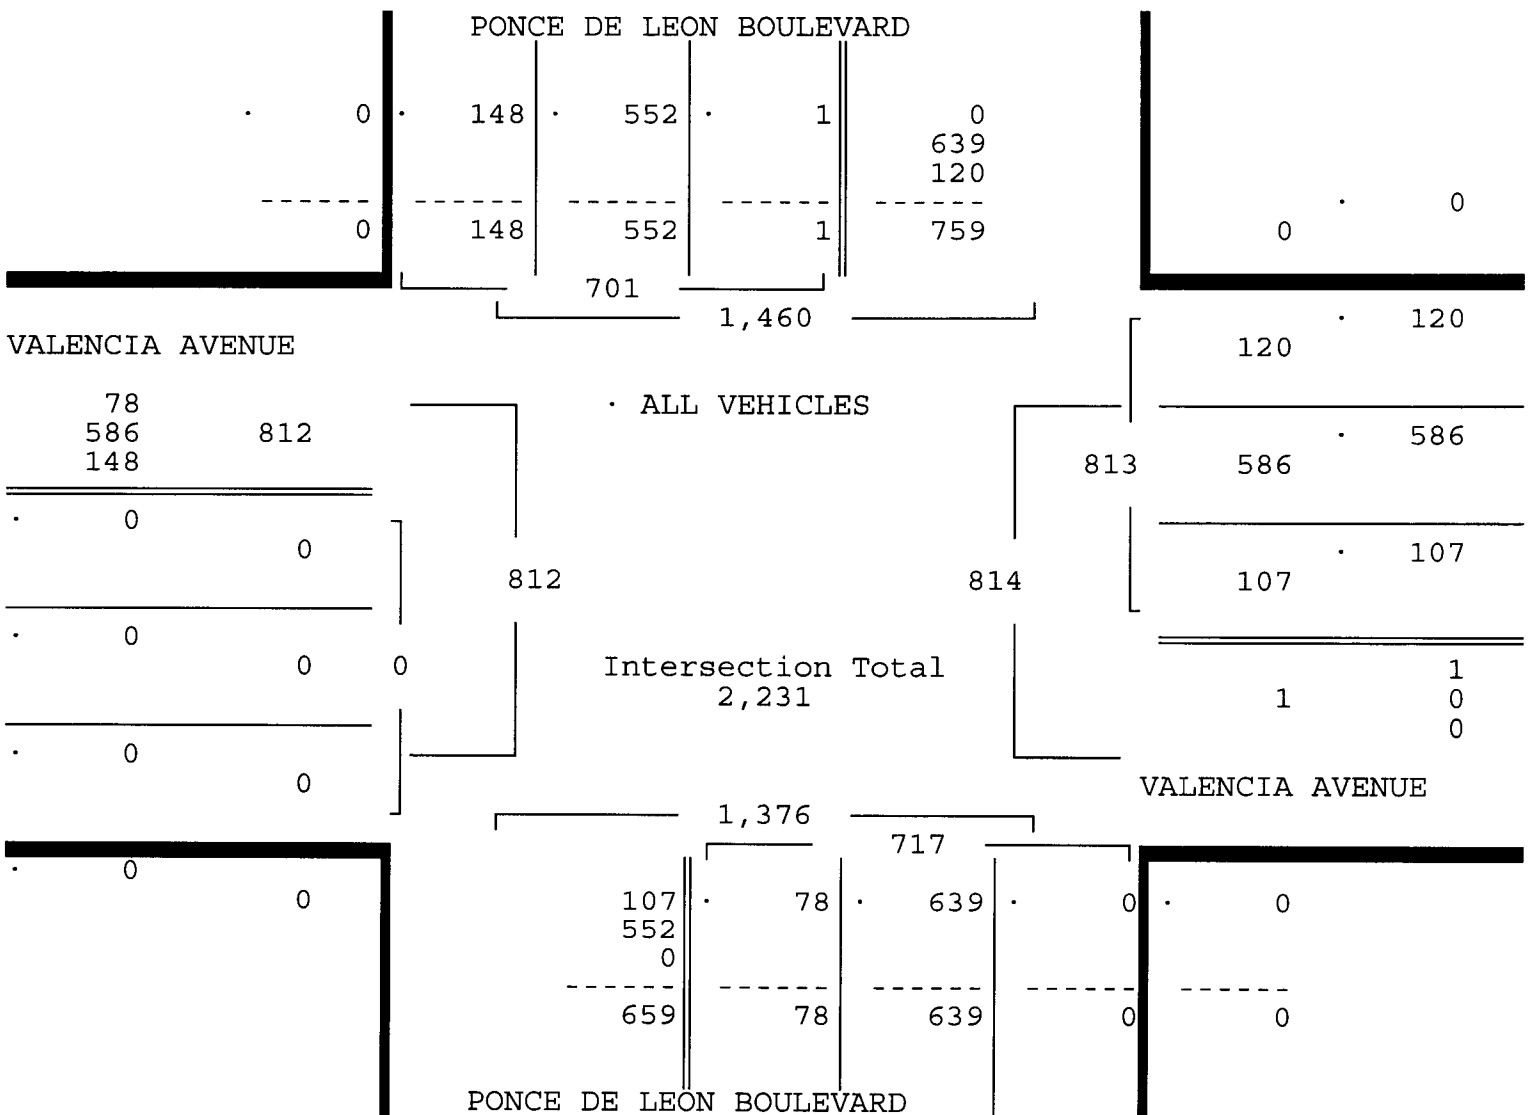 PONCE DE LEON BOULEVARD
· 0 · 148 · 552 · 1 0
639
120
------ ------ ------ ------ ------
· 0
0 148 552 1 759 0
701
1,460 · 120
VALENCIA AVENUE 120
78 · ALL VEHICLES
586 812 · 586
148 813 586
· 0
0 · 107
812 814 107
· 0
0 0 Intersection Total 1
2,231 1 0
0
· 0
0 VALENCIA AVENUE
1,376
717
· 0
0 107 · 78 · 639 · 0 · 0
552
0
------ ------ ------ ------ ------
659 78 639 0 0
PONCE DE LEON BOULEVARD